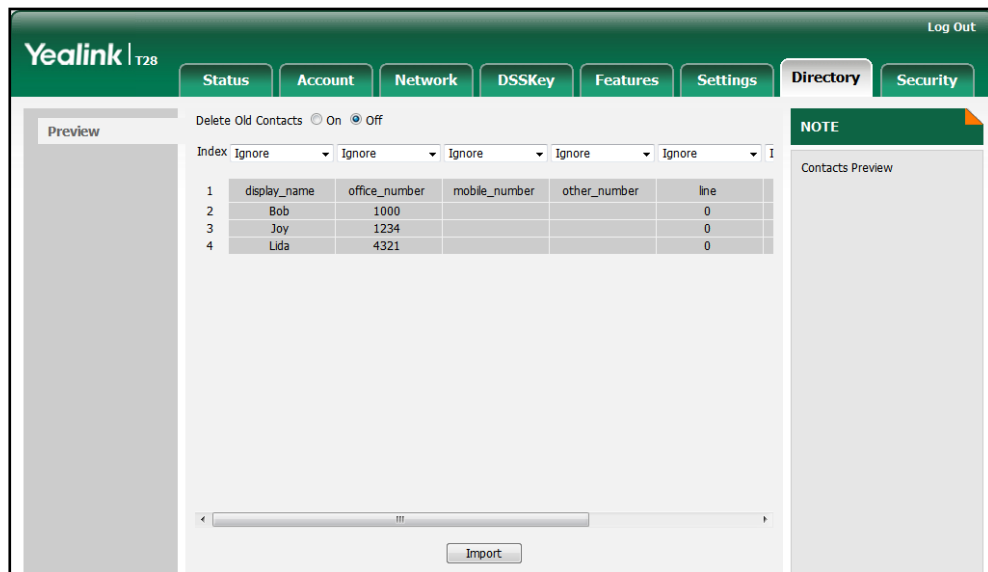 Log Out
Yealink T28
Status Account Network DSSKey Features Settings Directory Security
Preview
Delete Old Contacts On Off
Index Ignore Ignore Ignore Ignore Ignore I
1 display_name office_number mobile_number other_number line
2 Bob 1000 0
3 Joy 1234 0
4 Lida 4321 0
Import
NOTE
Contacts Preview